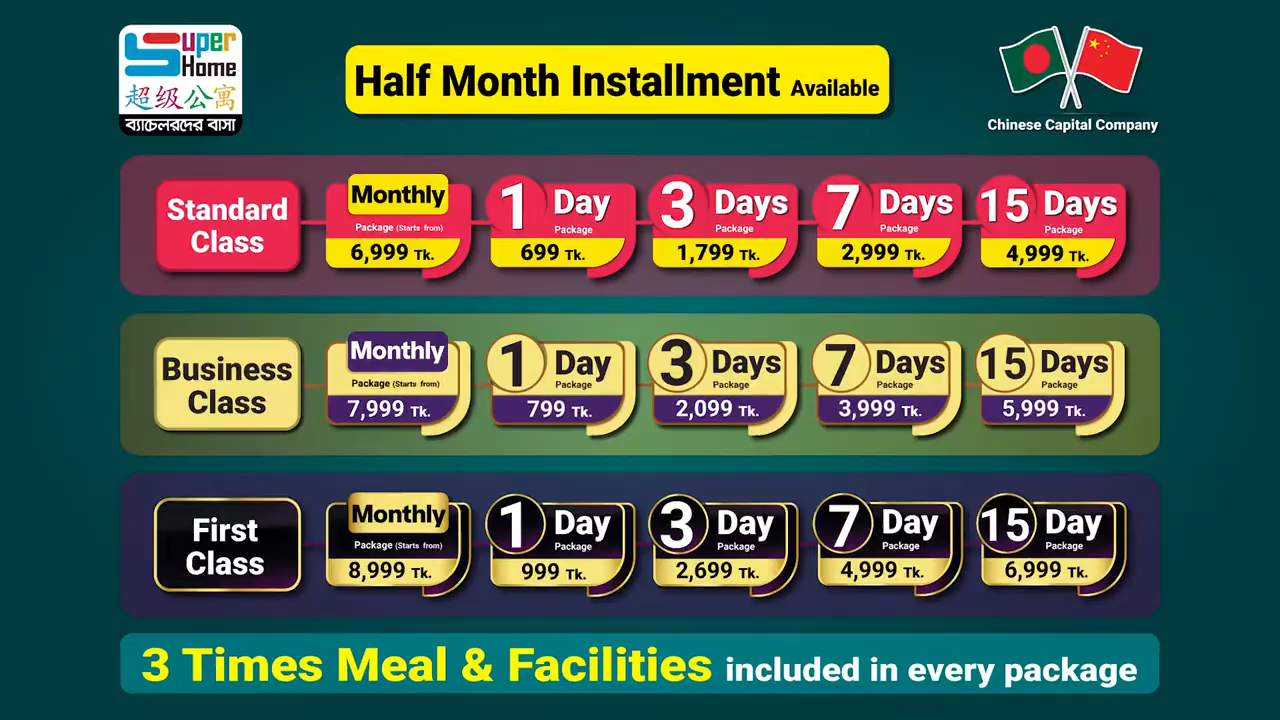 Super
Home
超级公寓
ব্যাচেলরদের বাসা
Half Month Installment Available
Chinese Capital Company
Standard
Class
Monthly
Package (Starts from)
6,999 Tk.
1 Day
Package
699 Tk.
3 Days
Package
1,799 Tk.
7 Days
Package
2,999 Tk.
15 Days
Package
4,999 Tk.
Business
Class
Monthly
Package (Starts from)
7,999 Tk.
1 Day
Package
799 Tk.
3 Days
Package
2,099 Tk.
7 Days
Package
3,999 Tk.
15 Days
Package
5,999 Tk.
First
Class
Monthly
Package (Starts from)
8,999 Tk.
1 Day
Package
999 Tk.
3 Day
Package
2,699 Tk.
7 Day
Package
4,999 Tk.
15 Day
Package
6,999 Tk.
3 Times Meal & Facilities included in every package